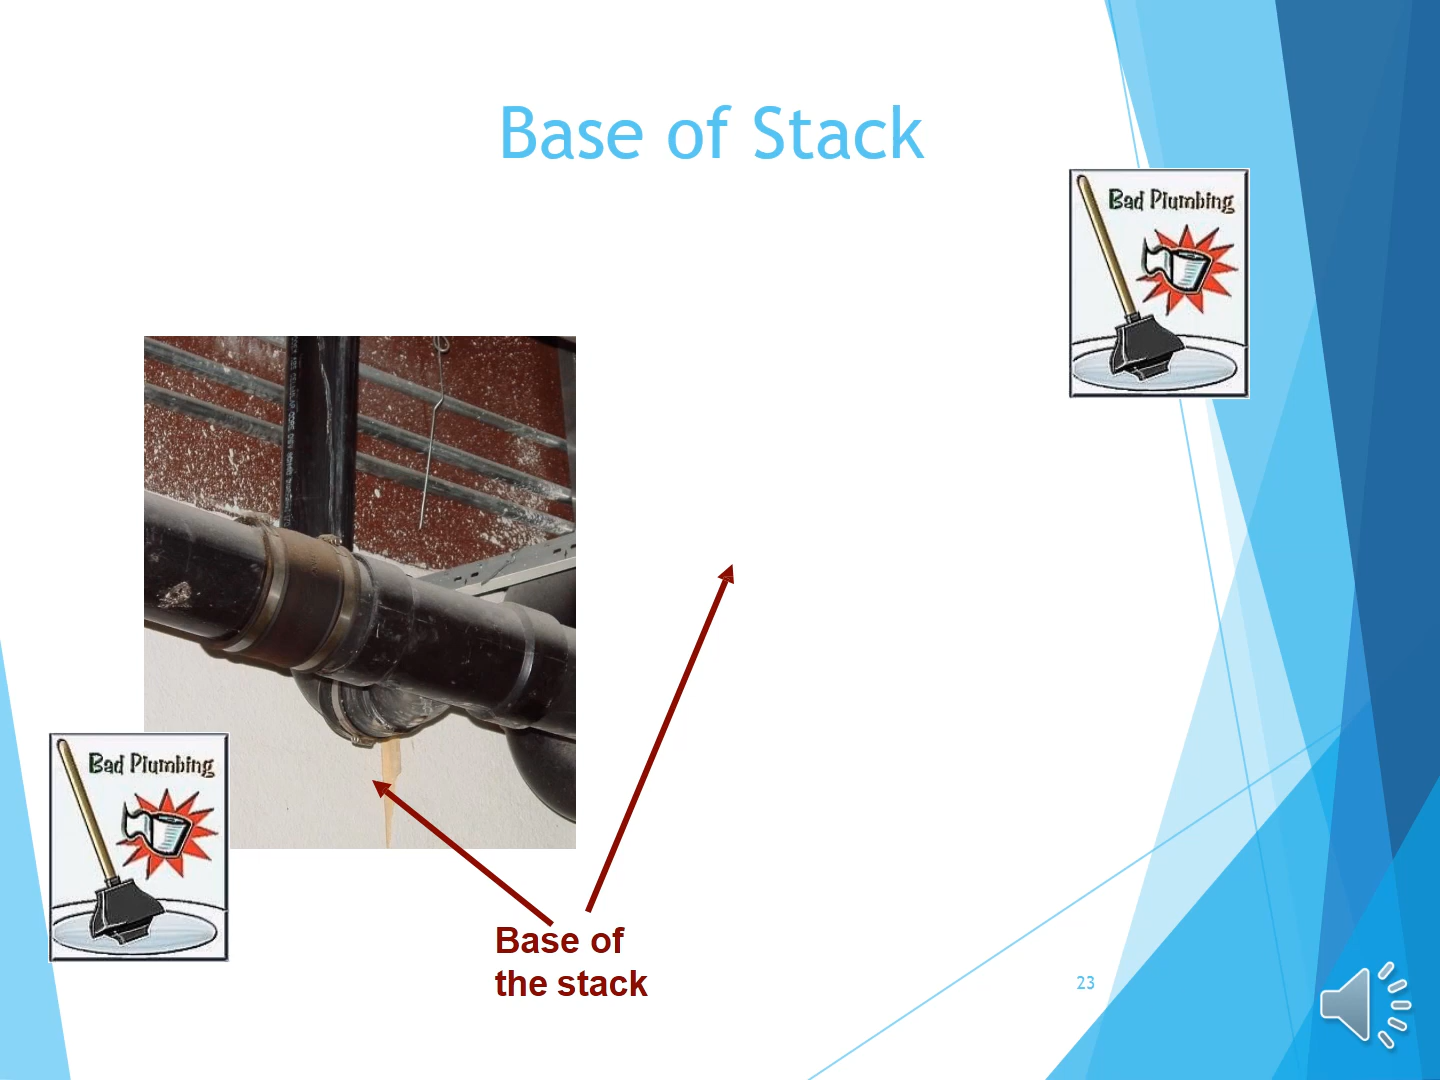 Base of Stack
Bad Plumbing
Bad Plumbing
Base of
the stack
23